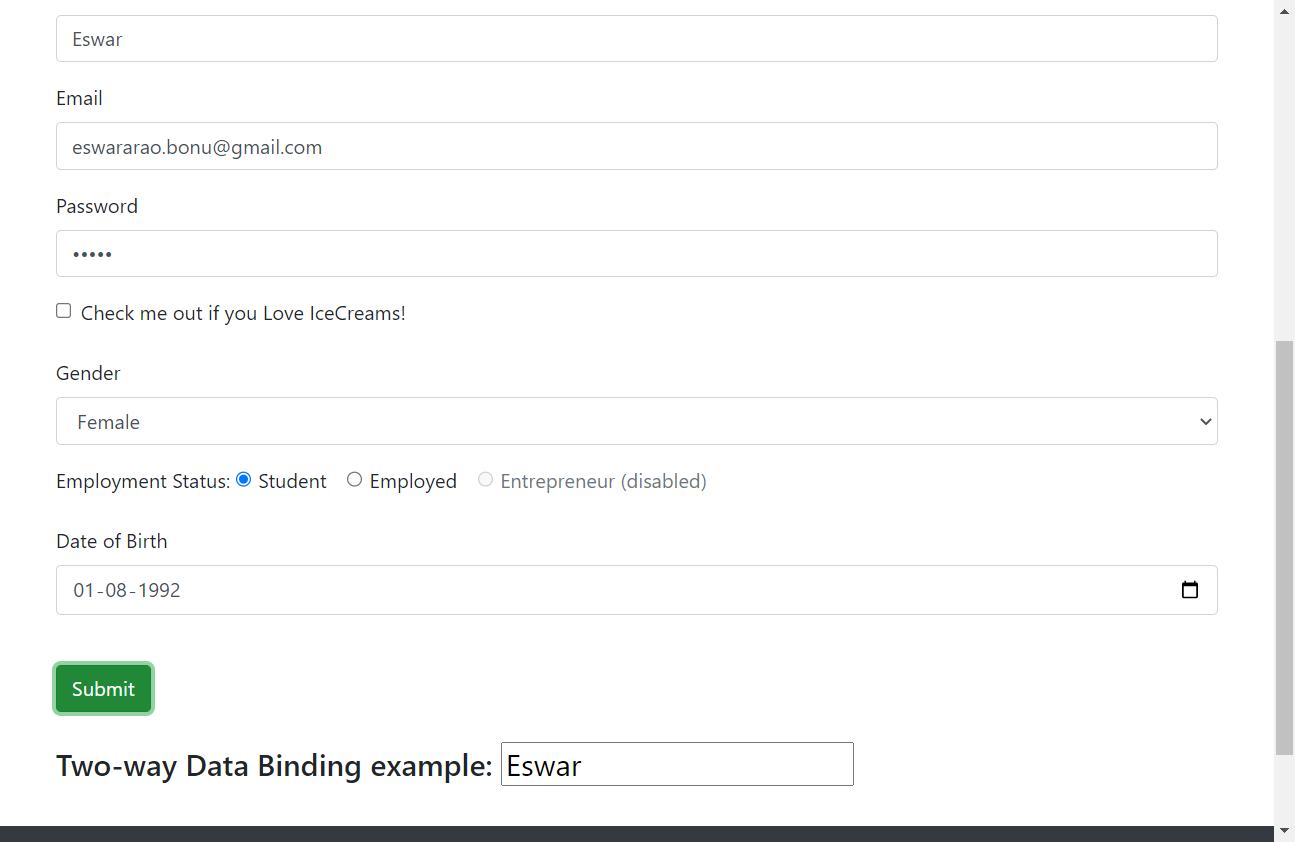 Eswar
Email
eswararao.bonu@gmail.com
Password
•••••
Check me out if you Love IceCreams!
Gender
Female
Employment Status: Student Employed Entrepreneur (disabled)
Date of Birth
01-08-1992
Submit
Two-way Data Binding example: Eswar